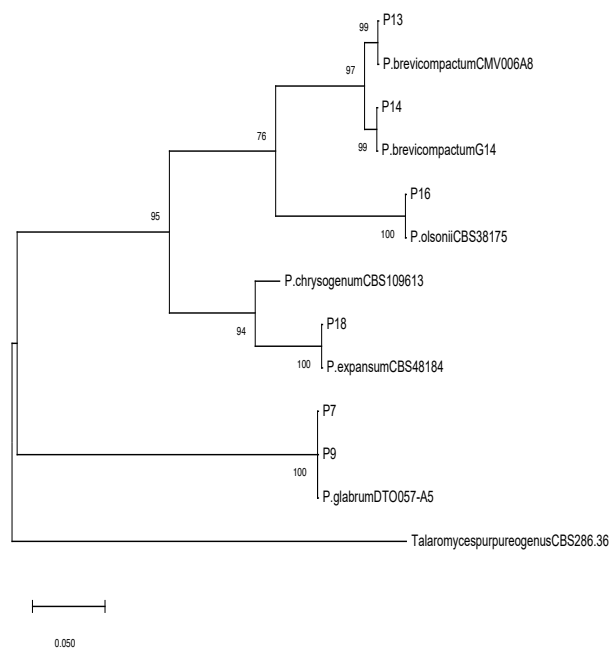 99
P13
P.brevicompactumCMV006A8
97
P14
99
P.brevicompactumG14
76
P16
100
P.olsoniiCBS38175
95
P.chrysogenumCBS109613
94
P18
100
P.expansumCBS48184
P7
P9
100
P.glabrumDTO057-A5
TalaromycespurpureogenusCBS286.36
0.050